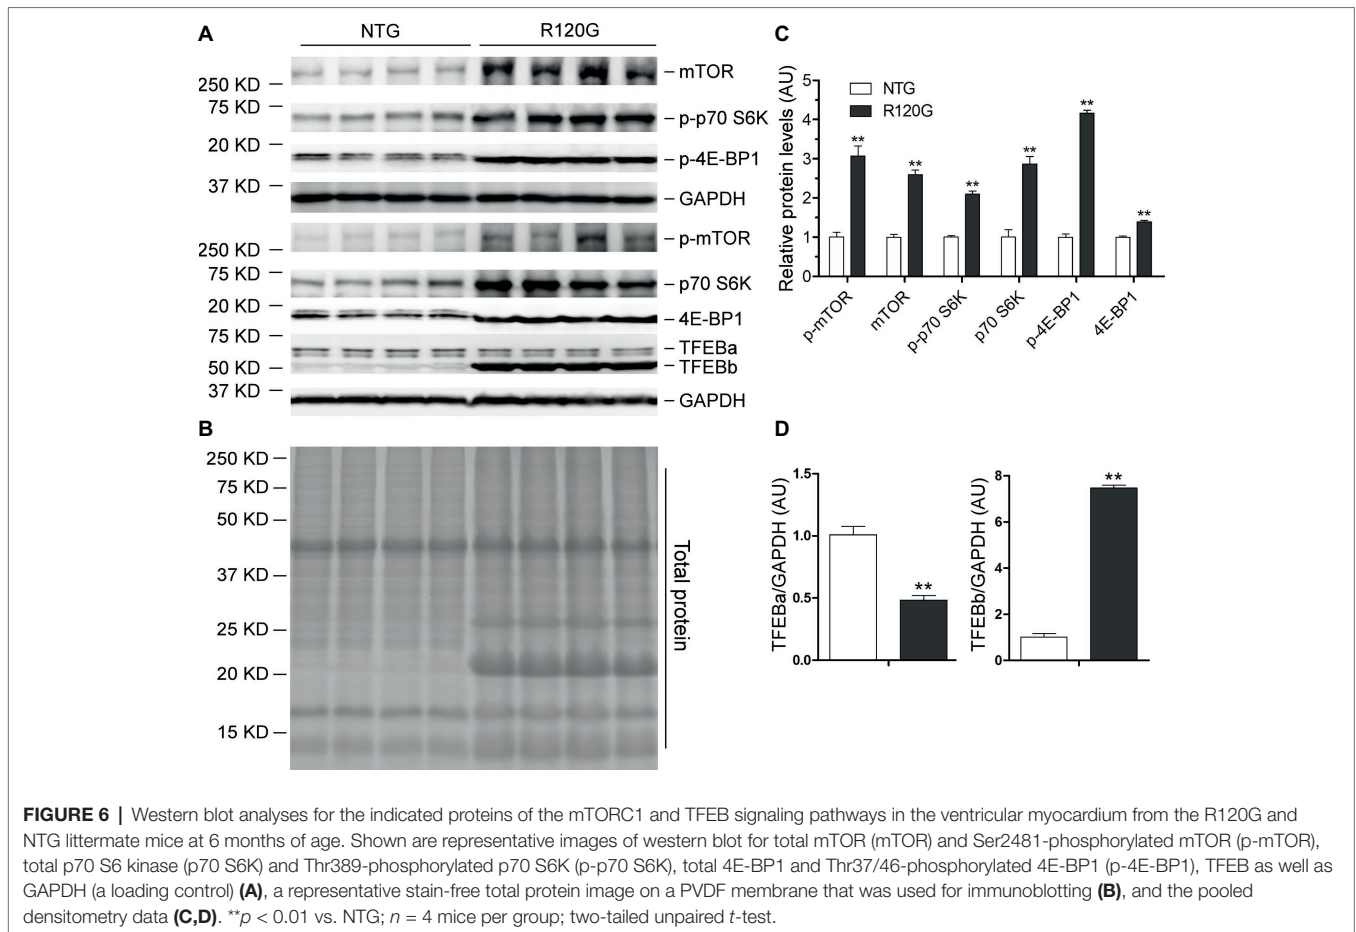 A
NTG R120G
250 KD mTOR
75 KD p-p70 S6K
20 KD p-4E-BP1
37 KD GAPDH
250 KD p-mTOR
75 KD p70 S6K
20 KD 4E-BP1
75 KD TFEBa
50 KD TFEBb
37 KD GAPDH
B
250 KD
75 KD
50 KD
37 KD
25 KD
20 KD
15 KD
Total protein
C
Relative protein levels (AU)
5
4
3
2
1
0
NTG
R120G
** ** ** ** ** **
p-mTOR mTOR p-p70 S6K p70 S6K p-4E-BP1 4E-BP1
D
TFEBa/GAPDH (AU)
1.5
1.0
0.5
0.0
**
TFEBb/GAPDH (AU)
8
6
4
2
0
**
FIGURE 6 | Western blot analyses for the indicated proteins of the mTORC1 and TFEB signaling pathways in the ventricular myocardium from the R120G and
NTG littermate mice at 6 months of age. Shown are representative images of western blot for total mTOR (mTOR) and Ser2481-phosphorylated mTOR (p-mTOR),
total p70 S6 kinase (p70 S6K) and Thr389-phosphorylated p70 S6K (p-p70 S6K), total 4E-BP1 and Thr37/46-phosphorylated 4E-BP1 (p-4E-BP1), TFEB as well as
GAPDH (a loading control) (A), a representative stain-free total protein image on a PVDF membrane that was used for immunoblotting (B), and the pooled
densitometry data (C,D). **p < 0.01 vs. NTG; n = 4 mice per group; two-tailed unpaired t-test.